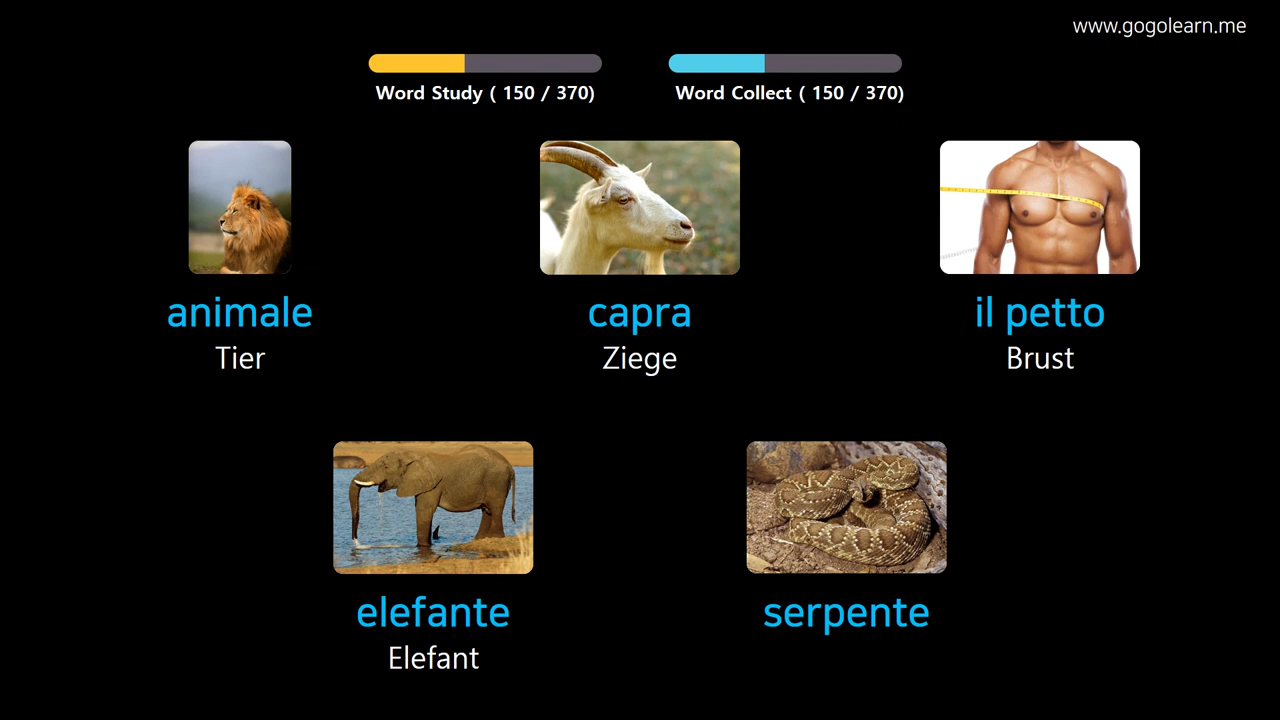 www.gogolearn.me
Word Study ( 150 / 370)
Word Collect ( 150 / 370)
animale
Tier
capra
Ziege
il petto
Brust
elefante
Elefant
serpente